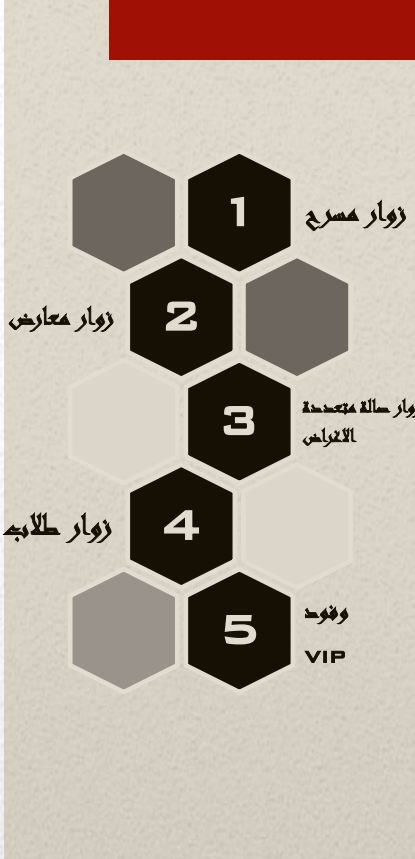 1
زوار مسرح
2
زوار معارض
3
زوار صالة متعددة
الاغراض
4
زوار طلاب
5
وفود
VIP